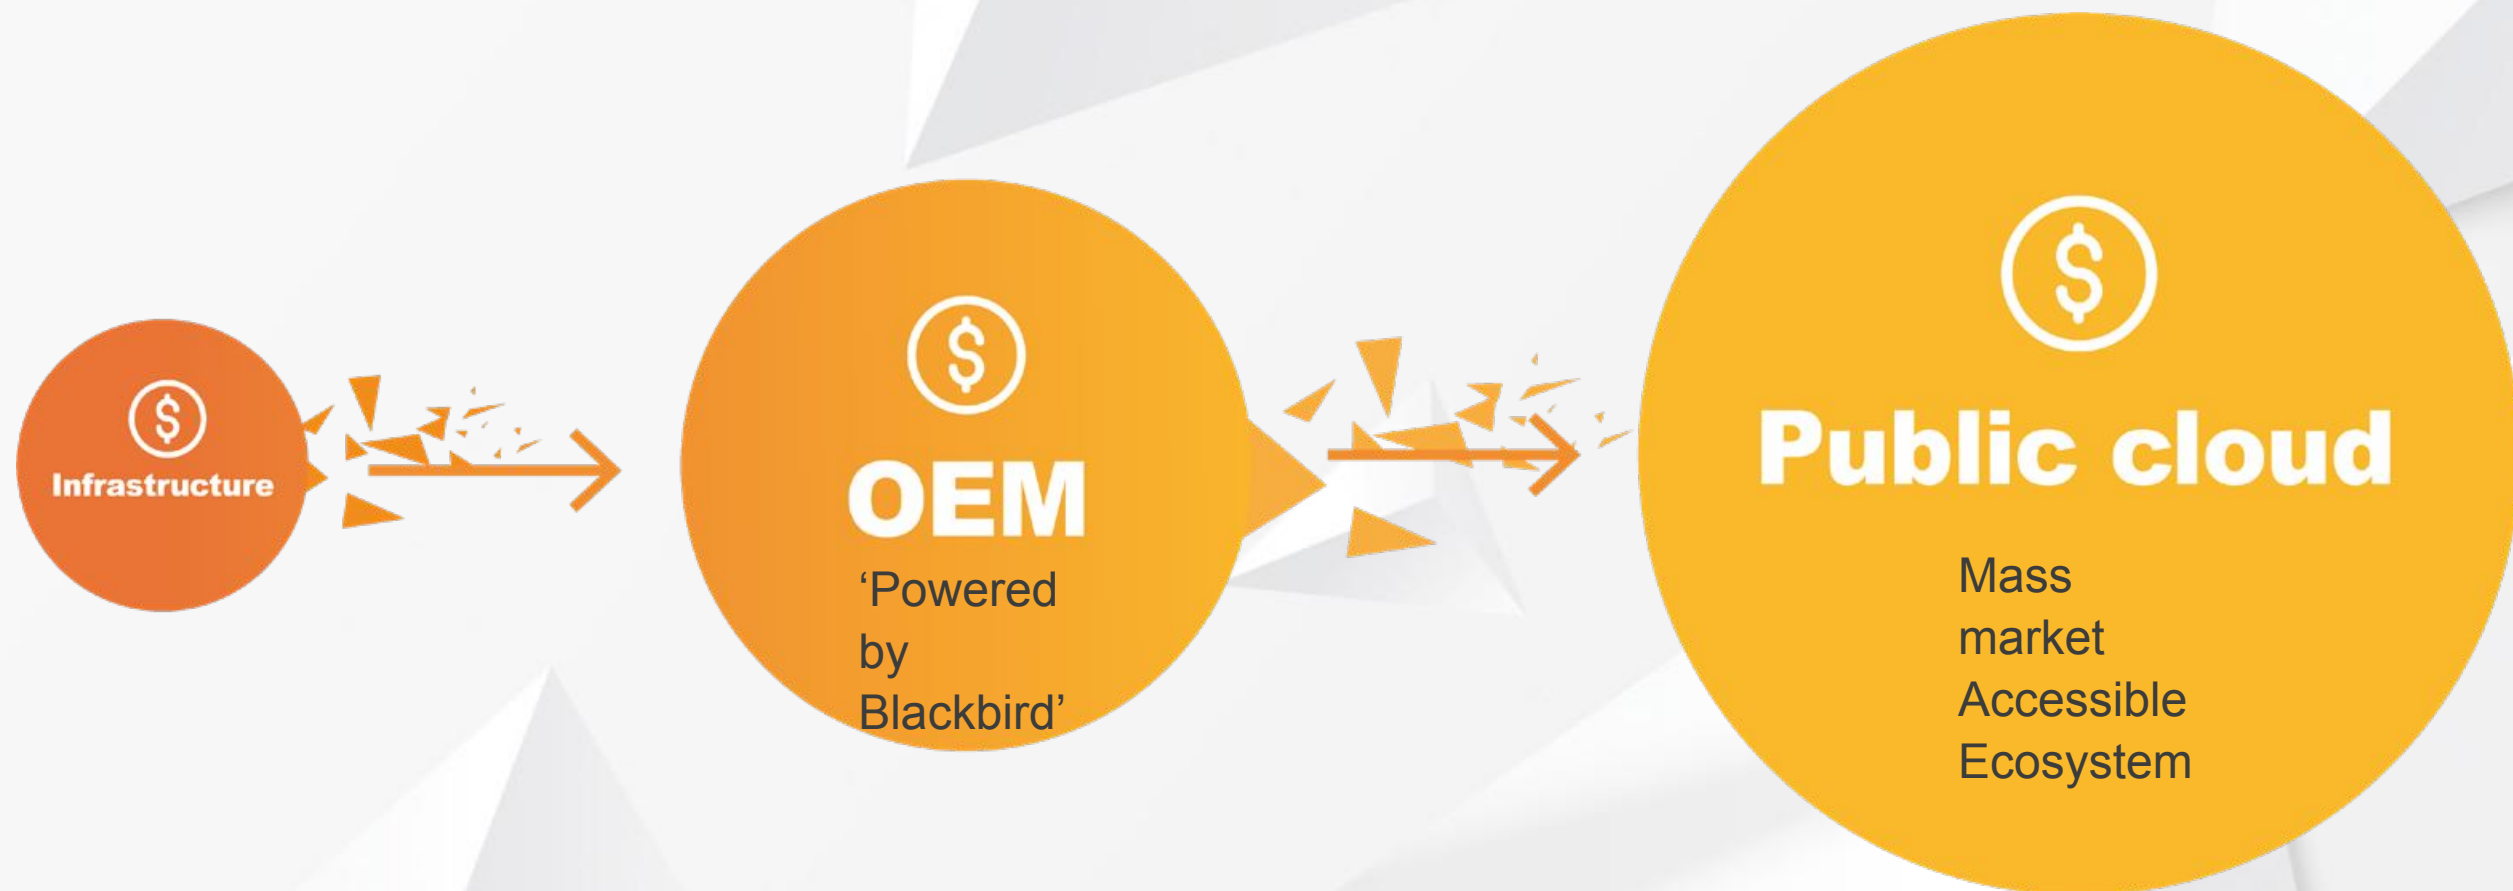 Infrastructure
OEM
‘Powered
by
Blackbird’
Public cloud
Mass
market
Accessible
Ecosystem